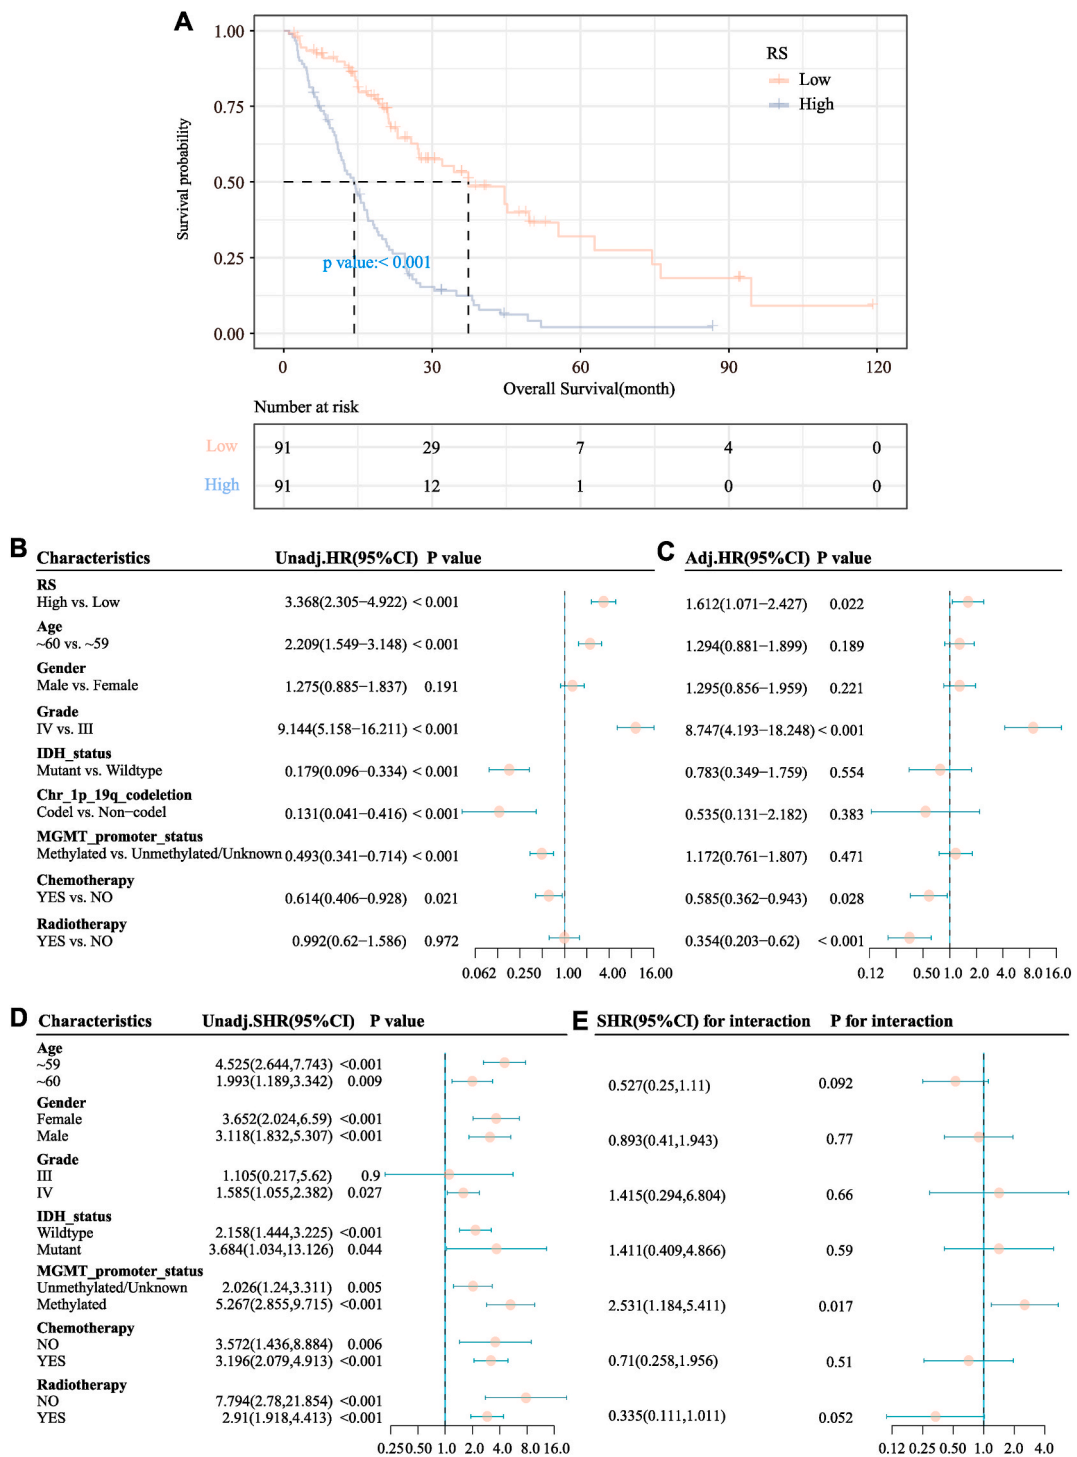 A
1.00
0.75
0.50
0.25
0.00
Survival probability
RS
Low
High
p value:< 0.001
0 30 60 90 120
Overall Survival(month)
Number at risk
Low 91 29 7 4 0
High 91 12 1 0 0
B Characteristics Unadj.HR(95%CI) P value
RS
High vs. Low 3.368(2.305−4.922) < 0.001
Age
~60 vs. ~59 2.209(1.549−3.148) < 0.001
Gender
Male vs. Female 1.275(0.885−1.837) 0.191
Grade
IV vs. III 9.144(5.158−16.211) < 0.001
IDH_status
Mutant vs. Wildtype 0.179(0.096−0.334) < 0.001
Chr_1p_19q_codeletion
Codel vs. Non−codel 0.131(0.041−0.416) < 0.001
MGMT_promoter_status
Methylated vs. Unmethylated/Unknown 0.493(0.341−0.714) < 0.001
Chemotherapy
YES vs. NO 0.614(0.406−0.928) 0.021
Radiotherapy
YES vs. NO 0.992(0.62−1.586) 0.972
0.062 0.250 1.00 4.00 16.00
C Adj.HR(95%CI) P value
1.612(1.071−2.427) 0.022
1.294(0.881−1.899) 0.189
1.295(0.856−1.959) 0.221
8.747(4.193−18.248) < 0.001
0.783(0.349−1.759) 0.554
0.535(0.131−2.182) 0.383
1.172(0.761−1.807) 0.471
0.585(0.362−0.943) 0.028
0.354(0.203−0.62) < 0.001
0.12 0.50 1.0 2.0 4.0 8.0 16.0
D Characteristics Unadj.SHR(95%CI) P value
Age
~59 4.525(2.644,7.743) <0.001
~60 1.993(1.189,3.342) 0.009
Gender
Female 3.652(2.024,6.59) <0.001
Male 3.118(1.832,5.307) <0.001
Grade
III 1.105(0.217,5.62) 0.9
IV 1.585(1.055,2.382) 0.027
IDH_status
Wildtype 2.158(1.444,3.225) <0.001
Mutant 3.684(1.034,13.126) 0.044
MGMT_promoter_status
Unmethylated/Unknown 2.026(1.24,3.311) 0.005
Methylated 5.267(2.855,9.715) <0.001
Chemotherapy
NO 3.572(1.436,8.884) 0.006
YES 3.196(2.079,4.913) <0.001
Radiotherapy
NO 7.794(2.78,21.854) <0.001
YES 2.91(1.918,4.413) <0.001
0.25 0.50 1.0 2.0 4.0 8.0 16.0
E SHR(95%CI) for interaction P for interaction
0.527(0.25,1.11) 0.092
0.893(0.41,1.943) 0.77
1.415(0.294,6.804) 0.66
1.411(0.409,4.866) 0.59
2.531(1.184,5.411) 0.017
0.71(0.258,1.956) 0.51
0.335(0.111,1.011) 0.052
0.12 0.25 0.50 1.0 2.0 4.0